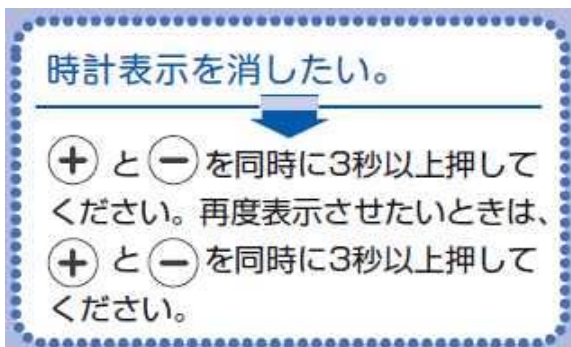 時計表示を消したい。
⊕ と ⊖ を同時に3秒以上押して
ください。再度表示させたいときは、
⊕ と ⊖ を同時に3秒以上押して
ください。